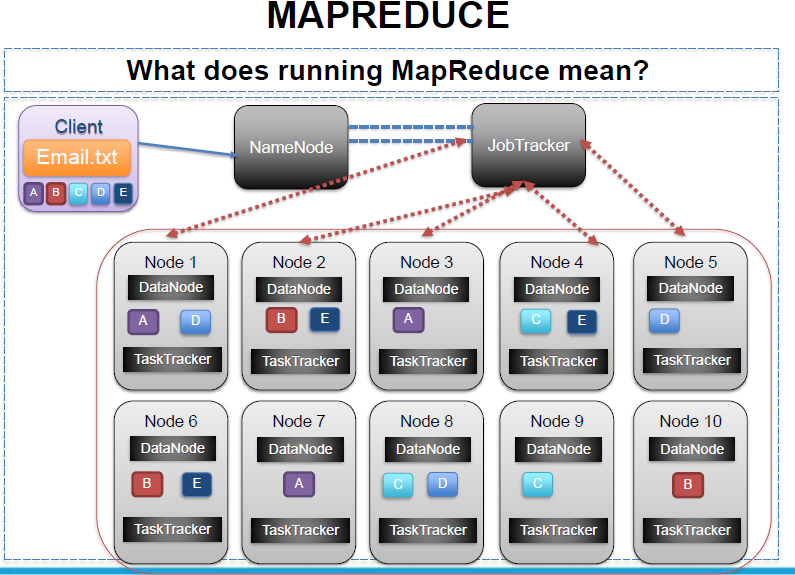 MAPREDUCE
What does running MapReduce mean?
Client
Email.txt
A B C D E
NameNode
JobTracker
Node 1
DataNode
A D
TaskTracker
Node 2
DataNode
B E
TaskTracker
Node 3
DataNode
A
TaskTracker
Node 4
DataNode
C E
TaskTracker
Node 5
DataNode
D
TaskTracker
Node 6
DataNode
B E
TaskTracker
Node 7
DataNode
A
TaskTracker
Node 8
DataNode
C D
TaskTracker
Node 9
DataNode
C
TaskTracker
Node 10
DataNode
B
TaskTracker